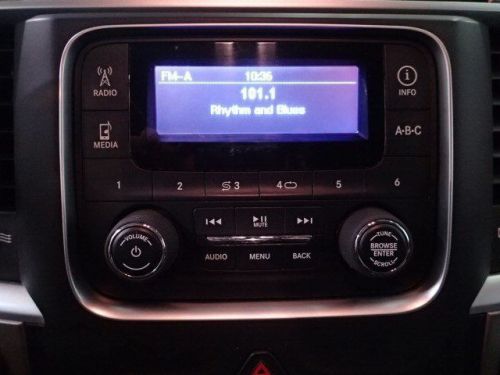 FM-A 10:36
101.1
Rhythm and Blues
RADIO
INFO
MEDIA
A-B-C
1 2 3 4 5 6
VOLUME
MUTE
TUNE
BROWSE
ENTER
SCROLL
AUDIO MENU BACK